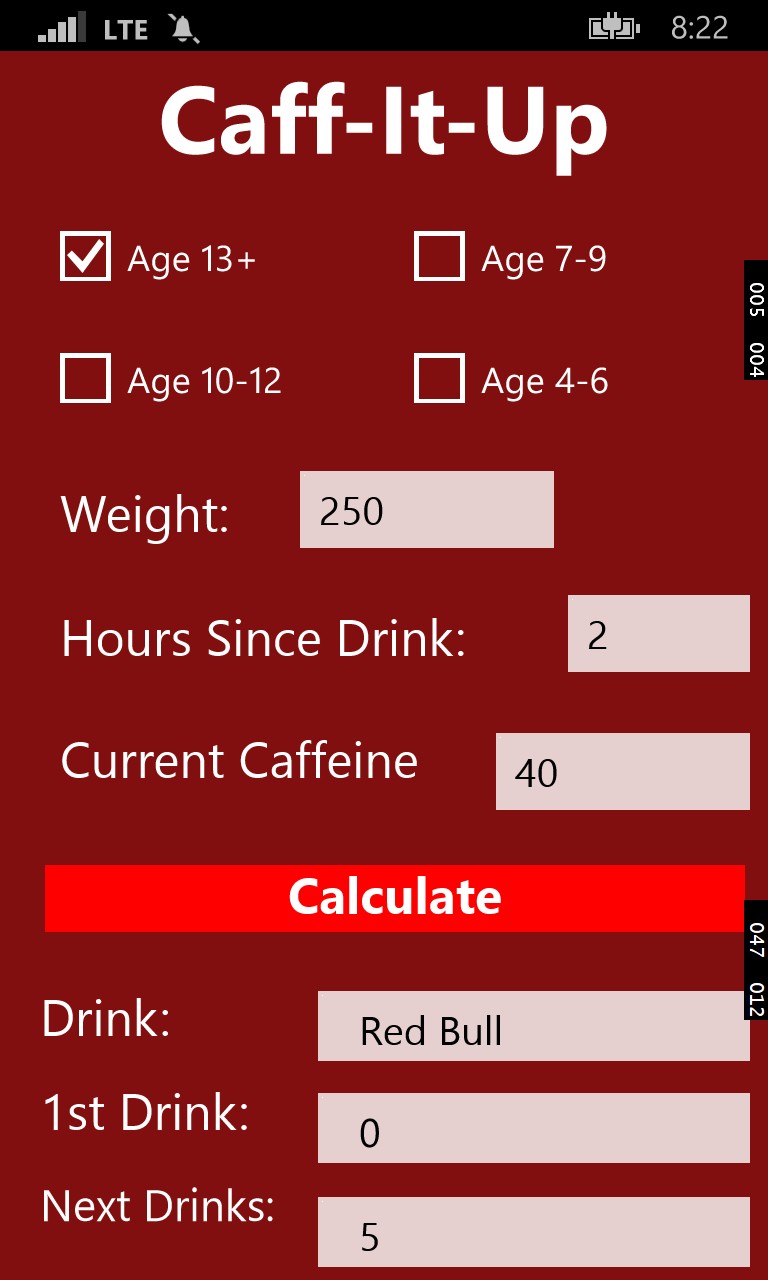 LTE 8:22
Caff-It-Up
Age 13+ Age 7-9
005 004
Age 10-12 Age 4-6
Weight: 250
Hours Since Drink: 2
Current Caffeine 40
Calculate
047 012
Drink: Red Bull
1st Drink: 0
Next Drinks: 5